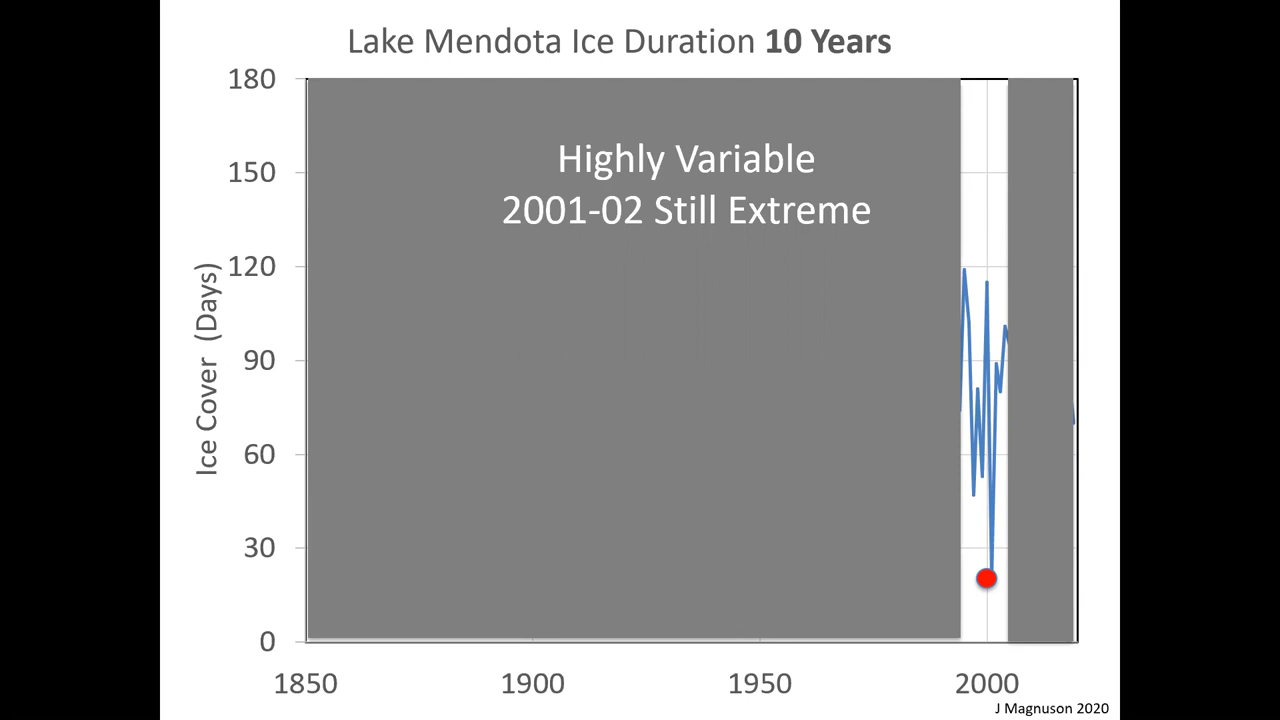 Lake Mendota Ice Duration 10 Years
180
Highly Variable
150
2001-02 Still Extreme
120
Ice Cover (Days)
90
60
30
0
1850 1900 1950 2000
J Magnuson 2020